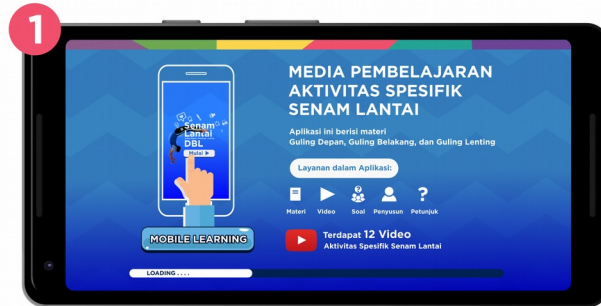 1
MEDIA PEMBELAJARAN
AKTIVITAS SPESIFIK
SENAM LANTAI
Aplikasi ini berisi materi
Guling Depan, Guling Belakang, dan Guling Lenting
Layanan dalam Aplikasi:
Materi Video Soal Penyusun Petunjuk
Terdapat 12 Video
Aktivitas Spesifik Senam Lantai
Senam
Lantai
DBL
Mulai
MOBILE LEARNING
LOADING . . . .